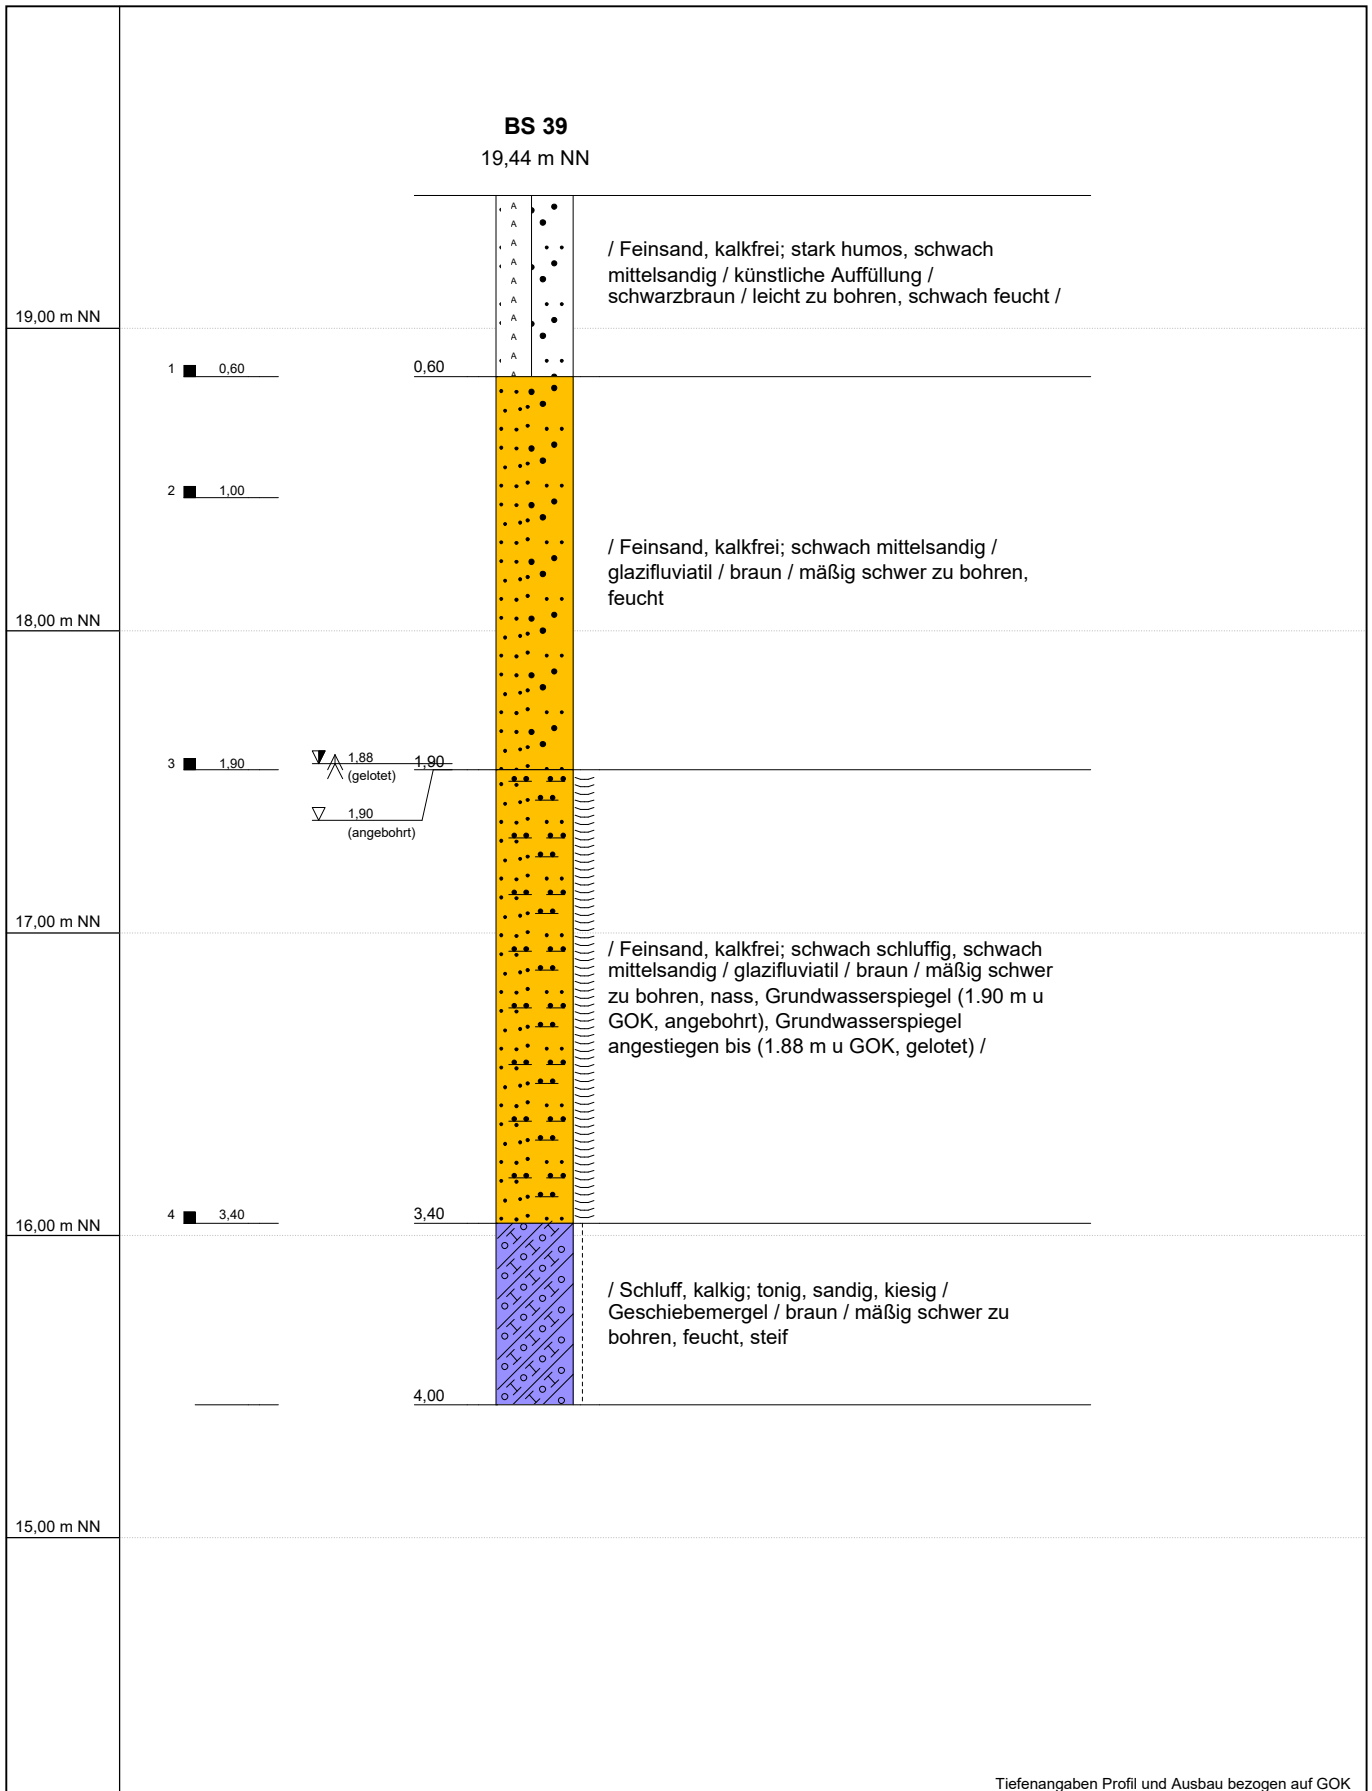 BS 39
19,44 m NN
/ Feinsand, kalkfrei; stark humos, schwach
mittelsandig / künstliche Auffüllung /
schwarzbraun / leicht zu bohren, schwach feucht /
19,00 m NN
1 0,60
0,60
2 1,00
/ Feinsand, kalkfrei; schwach mittelsandig /
glazifluviatil / braun / mäßig schwer zu bohren,
feucht
18,00 m NN
3 1,90
1,88
(gelotet)
1,90
1,90
(angebohrt)
17,00 m NN
/ Feinsand, kalkfrei; schwach schluffig, schwach
mittelsandig / glazifluviatil / braun / mäßig schwer
zu bohren, nass, Grundwasserspiegel (1.90 m u
GOK, angebohrt), Grundwasserspiegel
angestiegen bis (1.88 m u GOK, gelotet) /
4 3,40
3,40
16,00 m NN
/ Schluff, kalkig; tonig, sandig, kiesig /
Geschiebemergel / braun / mäßig schwer zu
bohren, feucht, steif
4,00
15,00 m NN
Tiefenangaben Profil und Ausbau bezogen auf GOK
A
A
A
A
A
A
A
A
A
A